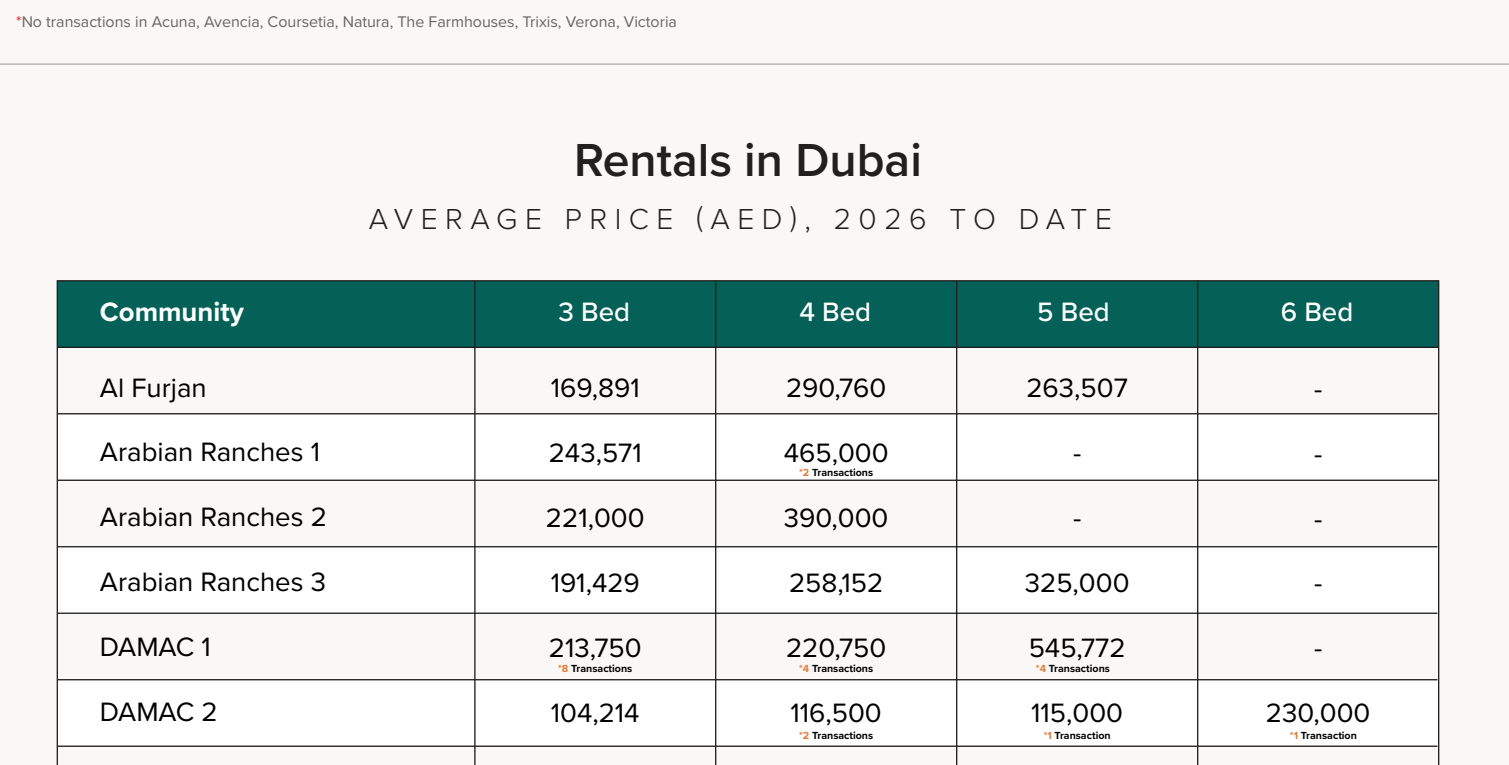 *No transactions in Acuna, Avencia, Coursetia, Natura, The Farmhouses, Trixis, Verona, Victoria
Rentals in Dubai
AVERAGE PRICE (AED), 2026 TO DATE
Community 3 Bed 4 Bed 5 Bed 6 Bed
Al Furjan 169,891 290,760 263,507 -
Arabian Ranches 1 243,571 465,000 - -
*2 Transactions
Arabian Ranches 2 221,000 390,000 - -
Arabian Ranches 3 191,429 258,152 325,000 -
DAMAC 1 213,750 220,750 545,772 -
*8 Transactions *4 Transactions *4 Transactions
DAMAC 2 104,214 116,500 115,000 230,000
*2 Transactions *1 Transaction *1 Transaction